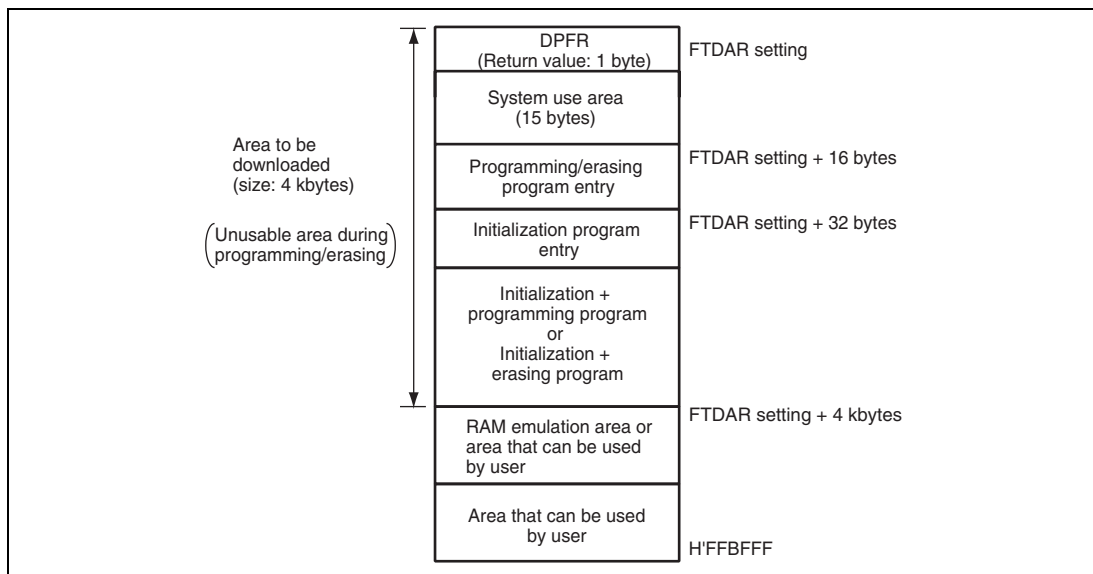 DPFR
(Return value: 1 byte)
FTDAR setting
System use area
(15 bytes)
Area to be
downloaded
(size: 4 kbytes)
(Unusable area during
programming/erasing)
Programming/erasing
program entry
FTDAR setting + 16 bytes
Initialization program
entry
FTDAR setting + 32 bytes
Initialization +
programming program
or
Initialization +
erasing program
RAM emulation area or
area that can be used
by user
FTDAR setting + 4 kbytes
Area that can be used
by user
H'FFBFFF